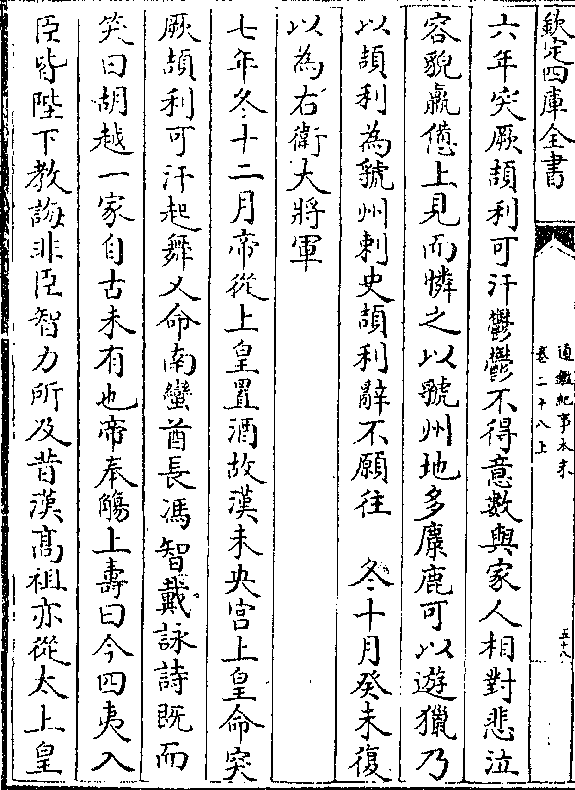 欽定四庫全書
通鑑紀事本末
卷二十八上
五十八
六年突厥頡利可汗鬱鬱不得意數與家人相對悲泣
容貌羸憊上見而憐之以虢州地多麋鹿可以遊獵乃
以頡利為虢州刺史頡利辭不願往　冬十月癸未復
以為右衛大將軍
七年冬十二月帝從上皇置酒故漢未央宮上皇命突
厥頡利可汗起舞又命南蠻酋長馮智戴詠詩既而
笑曰胡越一家自古未有也帝奉觴上壽曰今四夷入
臣皆陛下教誨非臣智力所及昔漢高祖亦從太上皇